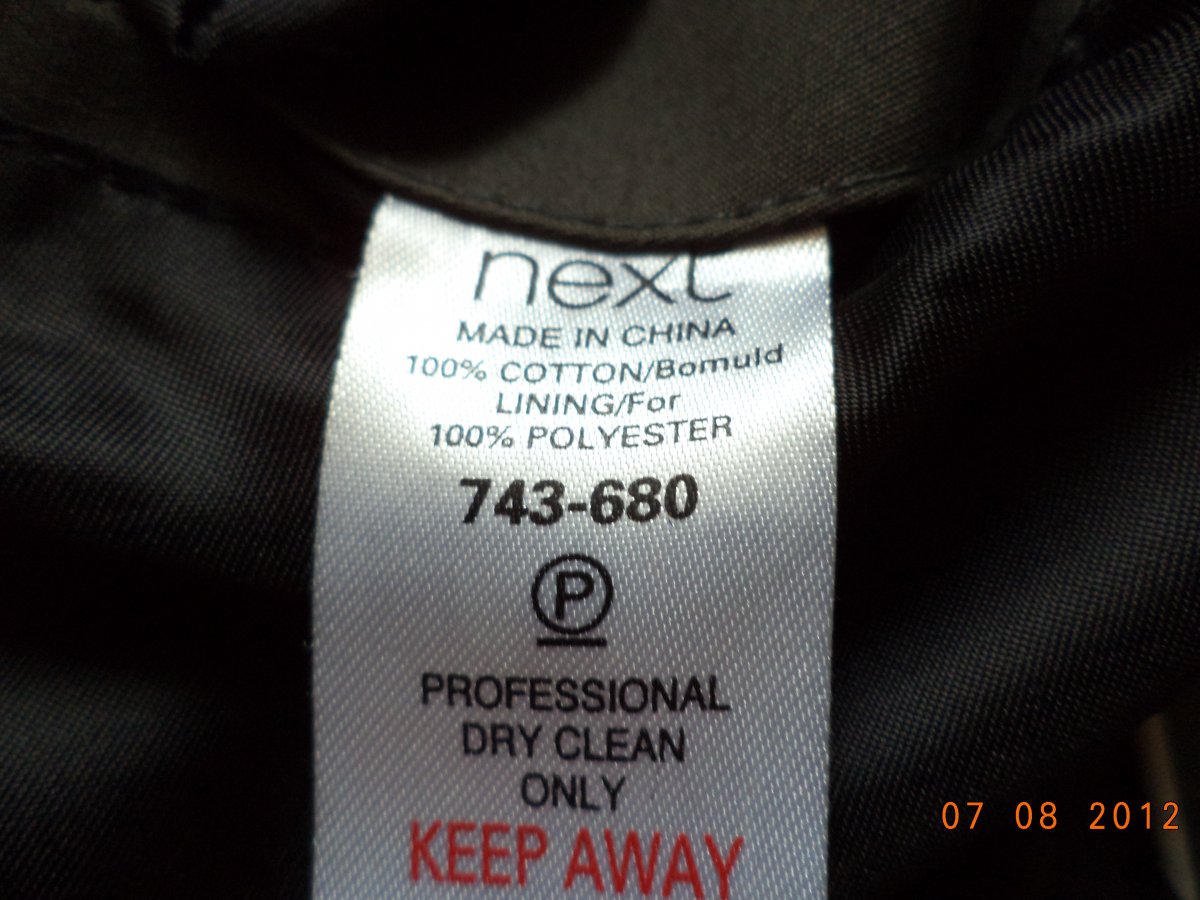 next
MADE IN CHINA
100% COTTON/Bomuld
LINING/For
100% POLYESTER
743-680
P
PROFESSIONAL
DRY CLEAN
ONLY
KEEP AWAY
07 08 2012